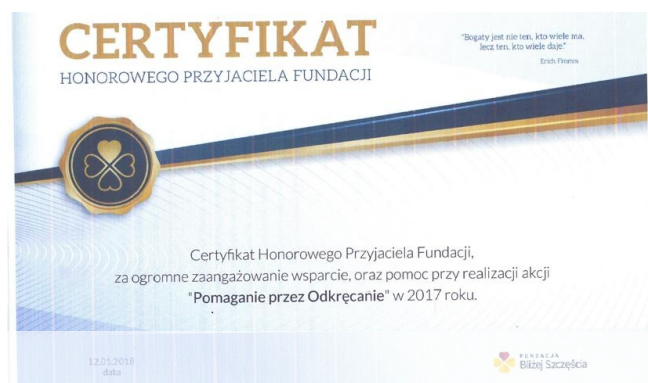 CERTYFIKAT
HONOROWEGO PRZYJACIELA FUNDACJI
"Bogaty jest nie ten, kto wiele ma,
lecz ten, kto wiele daje."
Erich Fromm
Certyfikat Honorowego Przyjaciela Fundacji,
za ogromne zaangażowanie wsparcie, oraz pomoc przy realizacji akcji
"Pomaganie przez Odkręcanie" w 2017 roku.
12.01.2018
data
FUNDACJA
Bliżej Szczęścia